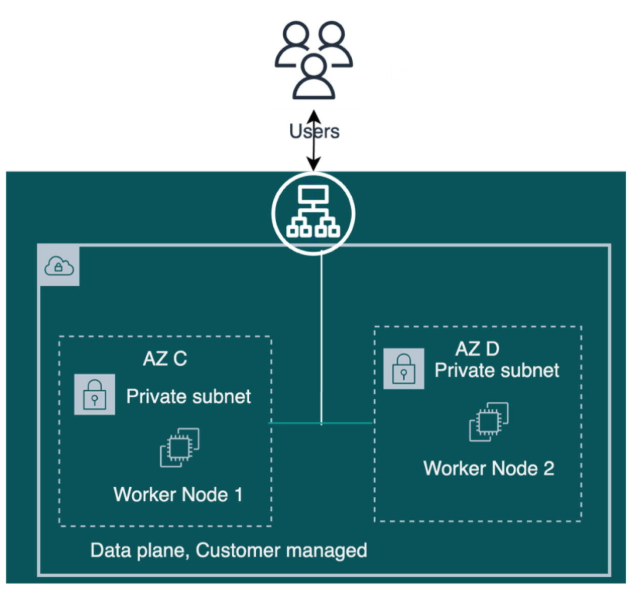 Users
AZ C
Private subnet
Worker Node 1
AZ D
Private subnet
Worker Node 2
Data plane, Customer managed